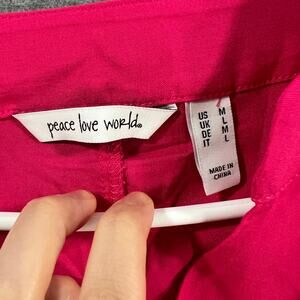 peace love world®
US M
UK L
DE M
IT L
MADE IN
CHINA